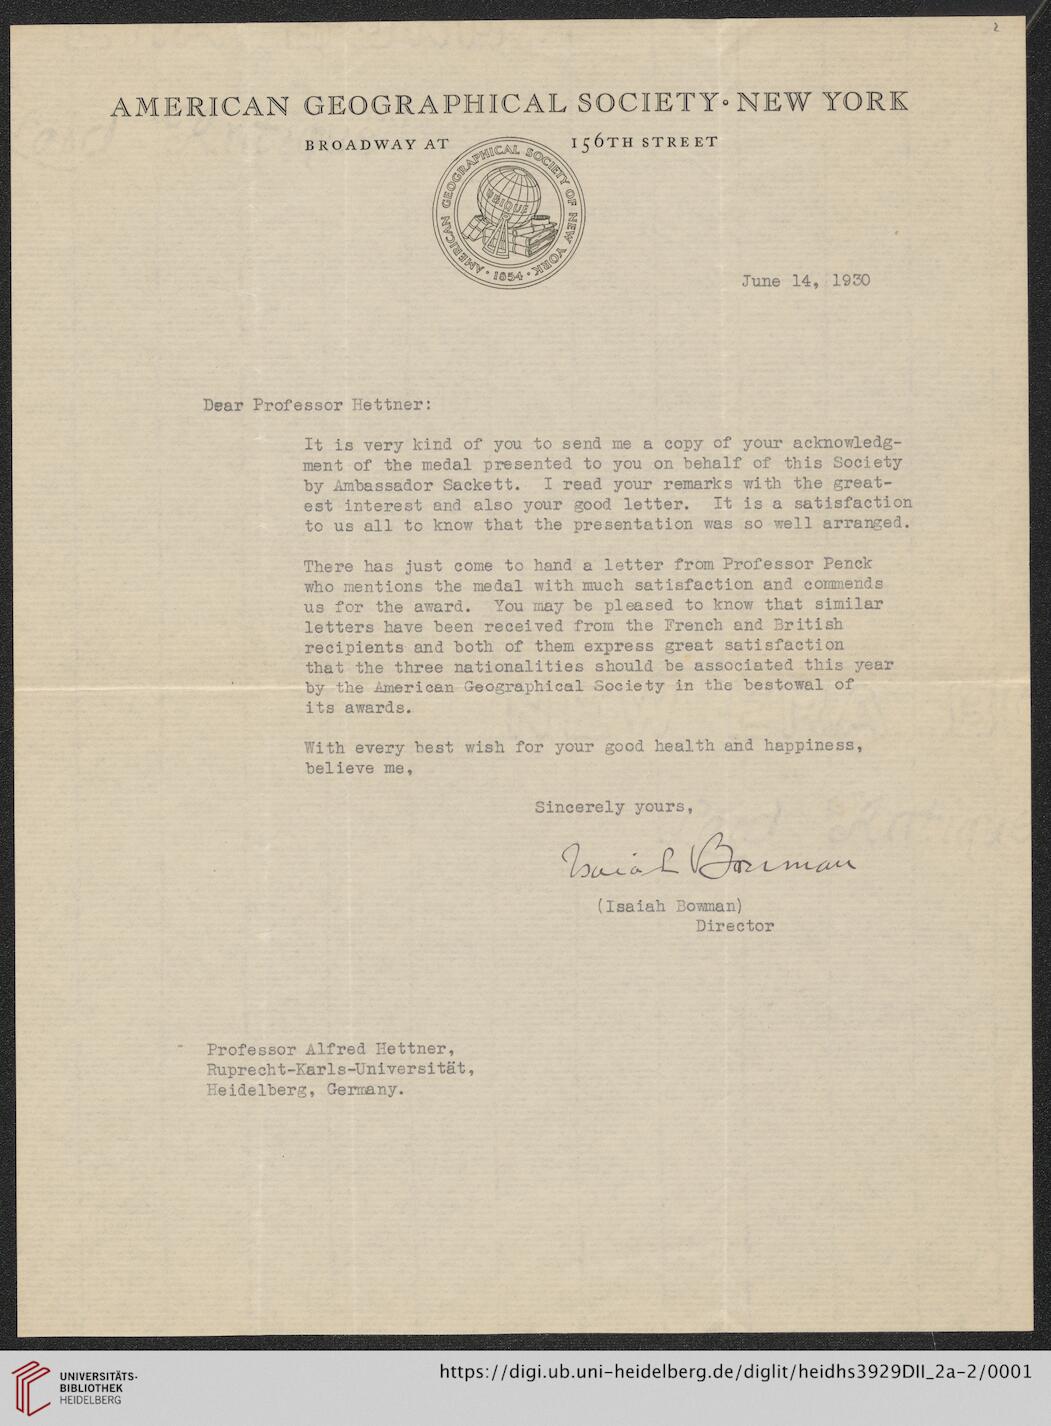 2
AMERICAN GEOGRAPHICAL SOCIETY • NEW YORK
BROADWAY AT 156TH STREET
AMERICAN GEOGRAPHICAL SOCIETY OF NEW YORK
UBIQUE
• 1854 •
June 14, 1930
Dear Professor Hettner:
It is very kind of you to send me a copy of your acknowledg-
ment of the medal presented to you on behalf of this Society
by Ambassador Sackett. I read your remarks with the great-
est interest and also your good letter. It is a satisfaction
to us all to know that the presentation was so well arranged.
There has just come to hand a letter from Professor Penck
who mentions the medal with much satisfaction and commends
us for the award. You may be pleased to know that similar
letters have been received from the French and British
recipients and both of them express great satisfaction
that the three nationalities should be associated this year
by the American Geographical Society in the bestowal of
its awards.
With every best wish for your good health and happiness,
believe me,
Sincerely yours,
Isaiah Bowman
(Isaiah Bowman)
Director
Professor Alfred Hettner,
Ruprecht-Karls-Universität,
Heidelberg, Germany.
UNIVERSITÄTS-
BIBLIOTHEK
HEIDELBERG
https://digi.ub.uni-heidelberg.de/diglit/heidhs3929DII_2a-2/0001